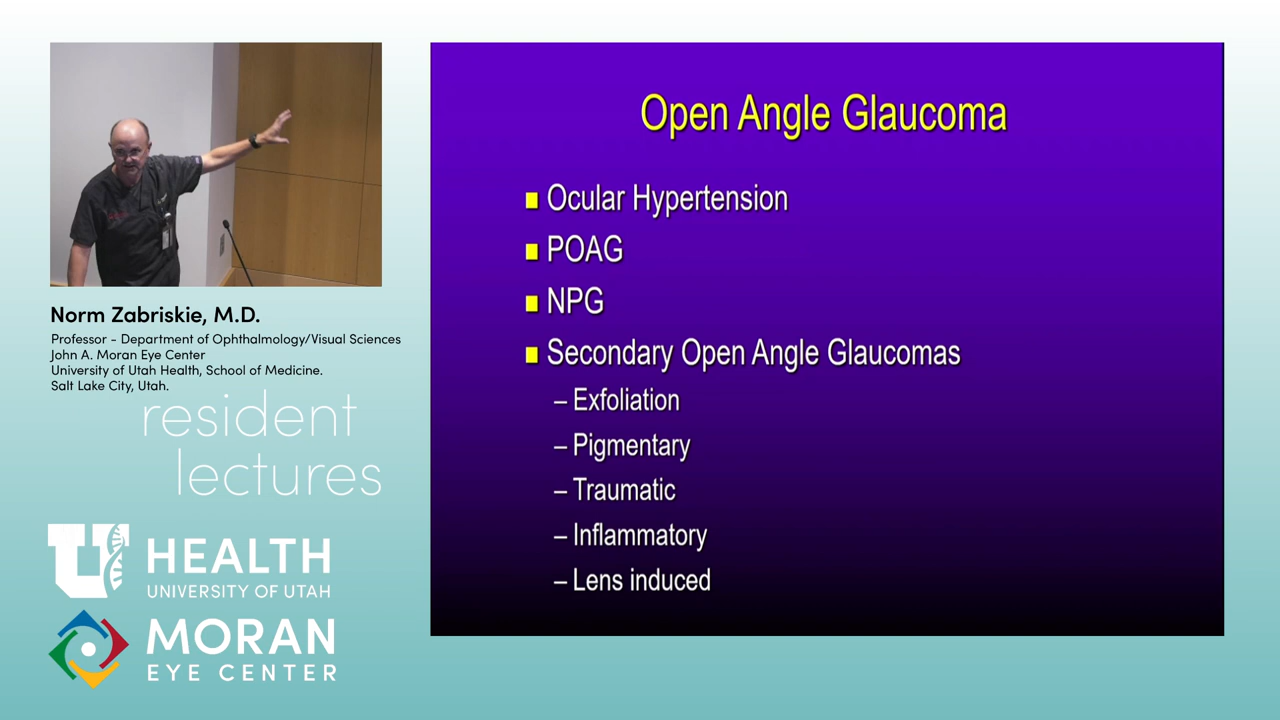 Norm Zabriskie, M.D.
Professor - Department of Ophthalmology/Visual Sciences
John A. Moran Eye Center
University of Utah Health, School of Medicine.
Salt Lake City, Utah.
resident
lectures
U HEALTH
UNIVERSITY OF UTAH
MORAN
EYE CENTER
Open Angle Glaucoma
Ocular Hypertension
POAG
NPG
Secondary Open Angle Glaucomas
– Exfoliation
– Pigmentary
– Traumatic
– Inflammatory
– Lens induced